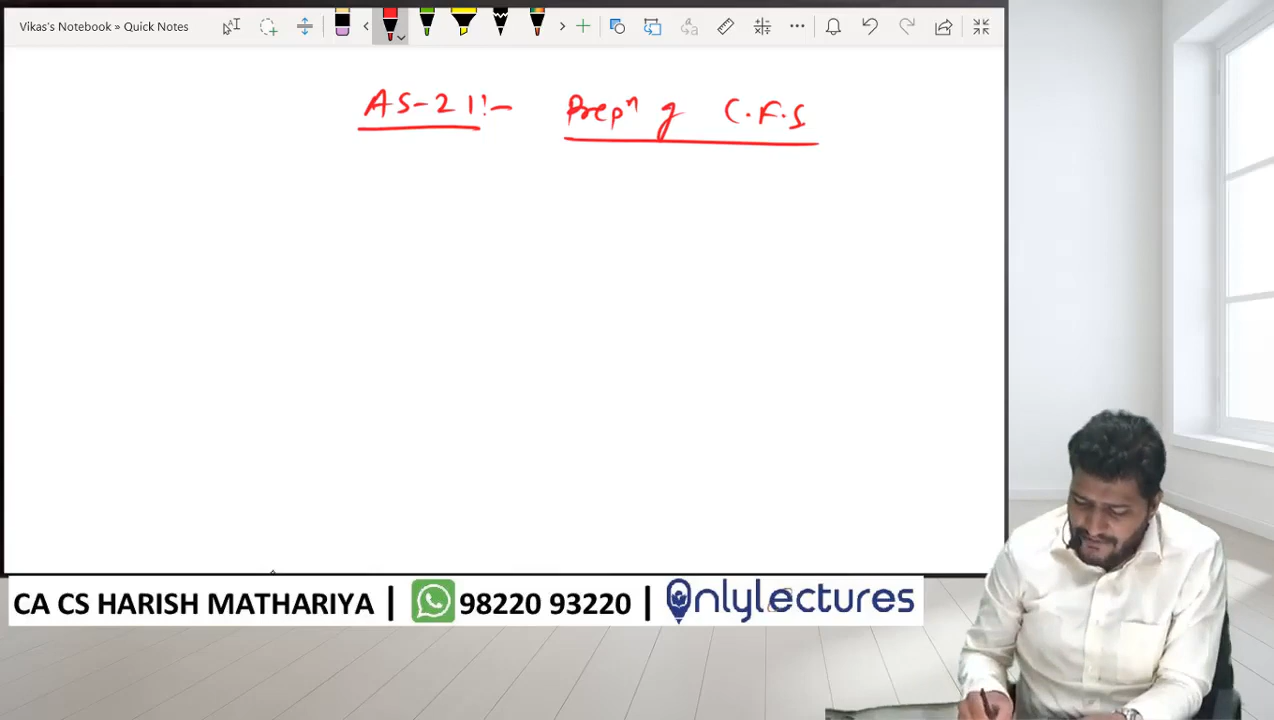 Vikas's Notebook » Quick Notes
AS-21:- Prepⁿ of C.F.S
CA CS HARISH MATHARIYA | 98220 93220 | Onlylectures